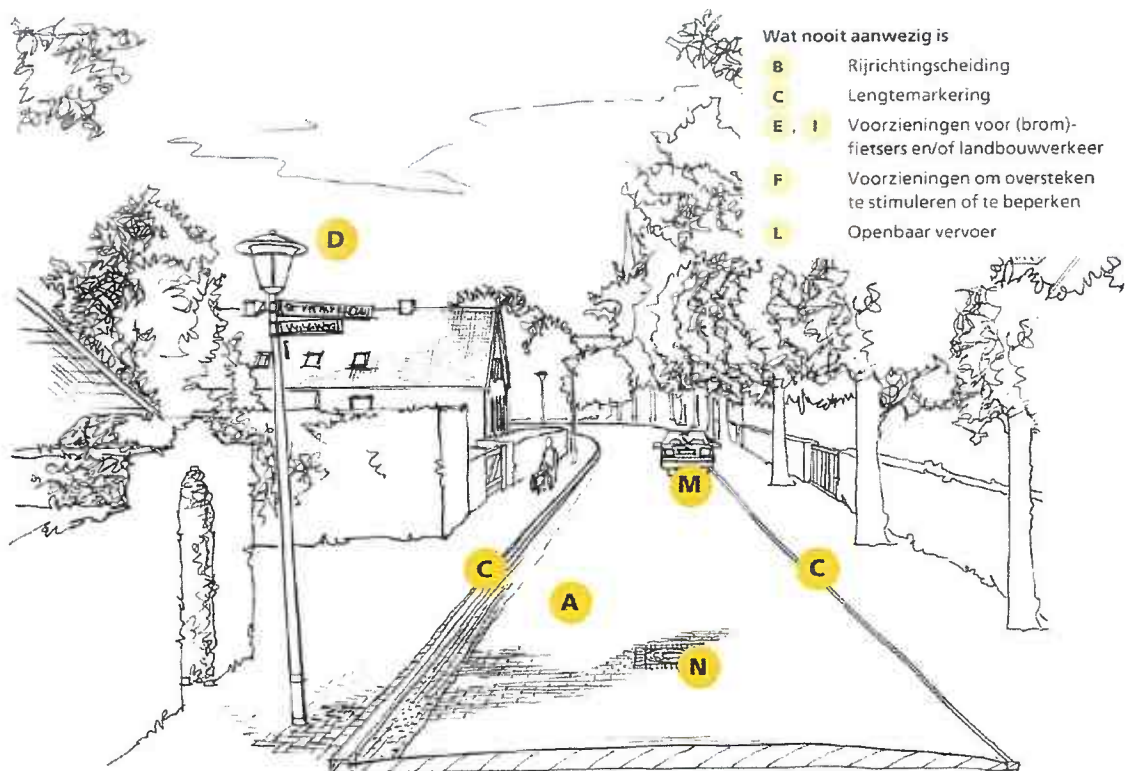 Wat nooit aanwezig is
B Rijrichtingscheiding
C Lengtemarkering
E, I Voorzieningen voor (brom)-
fietsers en/of landbouwverkeer
F Voorzieningen om oversteken
te stimuleren of te beperken
L Openbaar vervoer
D
M
C
C
A
N